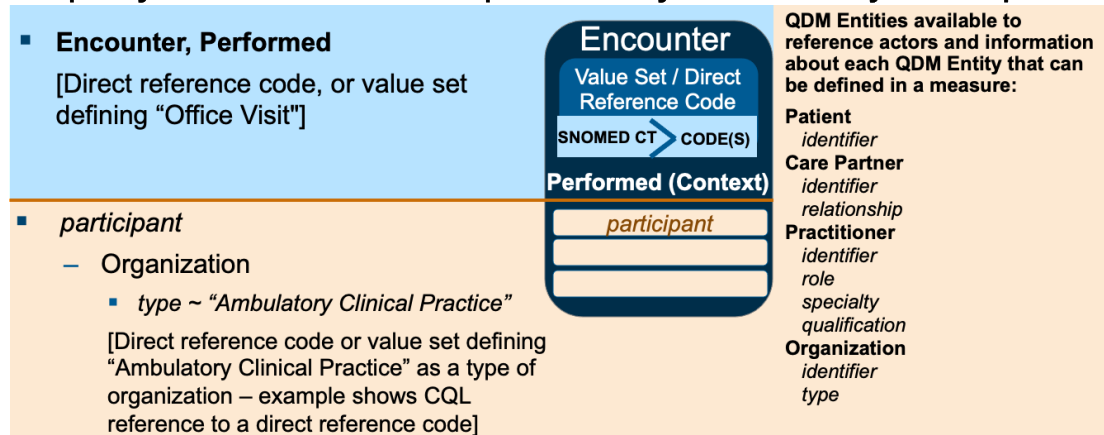 ▪ Encounter, Performed
[Direct reference code, or value set
defining “Office Visit"]
▪ participant
– Organization
▪ type ~ “Ambulatory Clinical Practice”
[Direct reference code or value set defining
“Ambulatory Clinical Practice” as a type of
organization – example shows CQL
reference to a direct reference code]
Encounter
Value Set / Direct
Reference Code
SNOMED CT
CODE(S)
Performed (Context)
participant
QDM Entities available to
reference actors and information
about each QDM Entity that can
be defined in a measure:
Patient
identifier
Care Partner
identifier
relationship
Practitioner
identifier
role
specialty
qualification
Organization
identifier
type